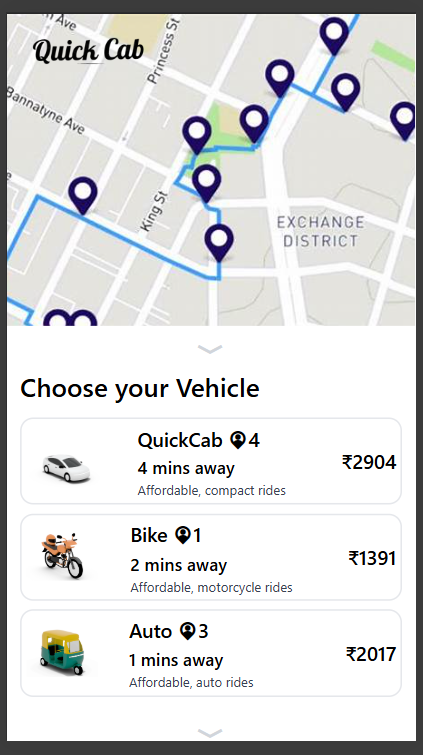 m Ave
Princess St
Quick Cab
Bannatyne Ave
King St
EXCHANGE
DISTRICT
Choose your Vehicle
QuickCab 4
4 mins away
₹2904
Affordable, compact rides
Bike 1
2 mins away
₹1391
Affordable, motorcycle rides
Auto 3
1 mins away
₹2017
Affordable, auto rides